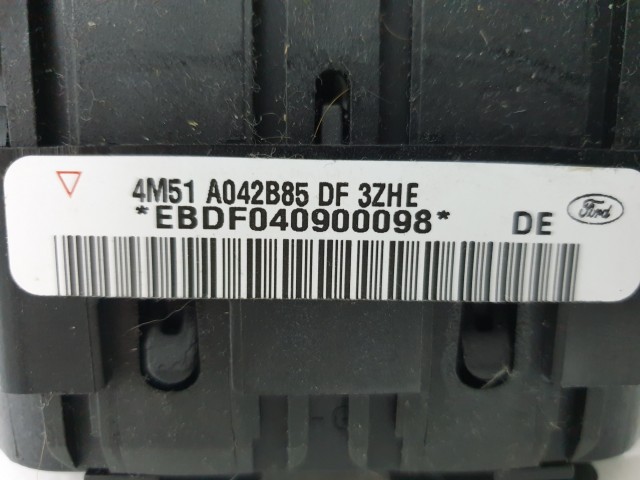 4M51 A042B85 DF 3ZHE
*EBDF040900098*
DE Ford